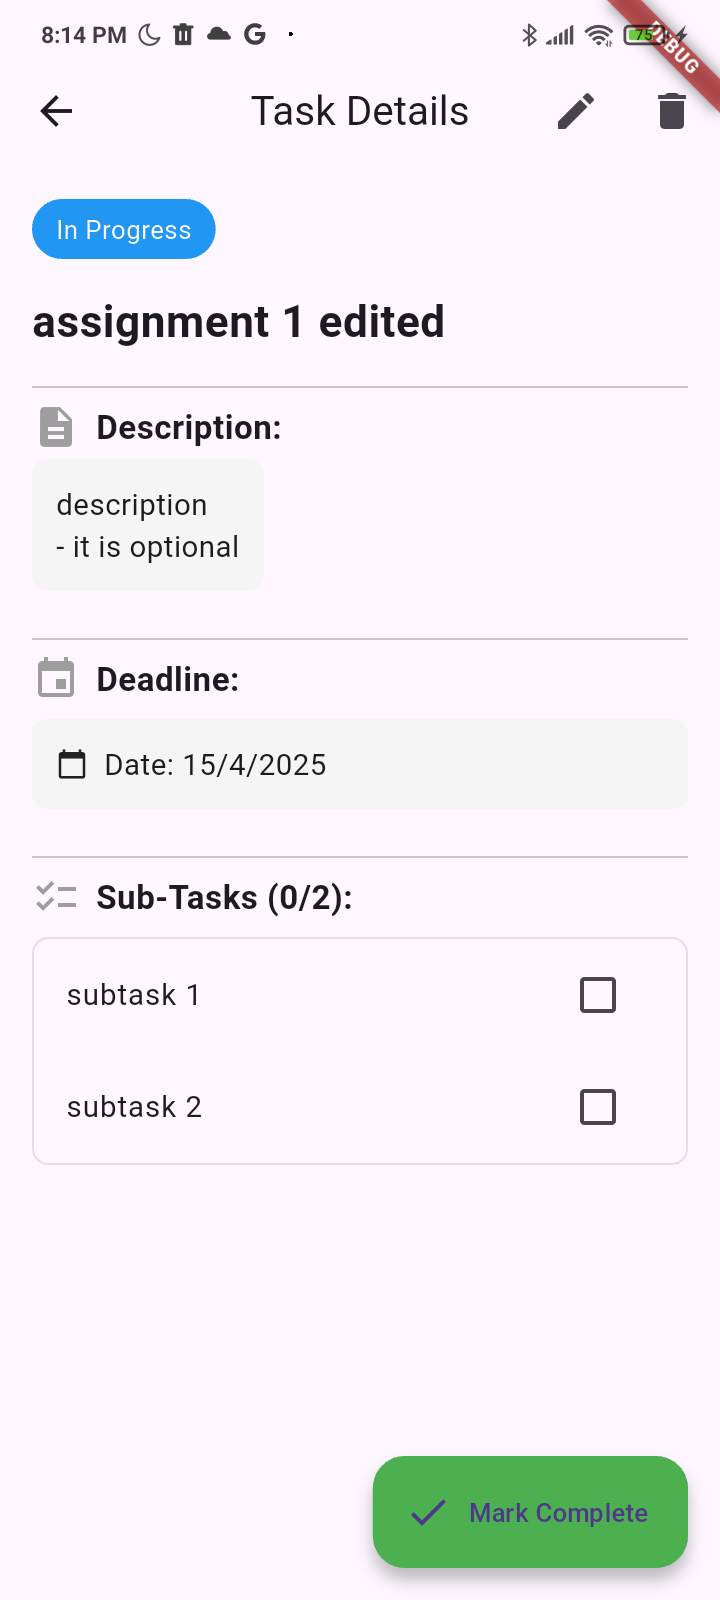 8:14 PM
75
DEBUG
Task Details
In Progress
assignment 1 edited
Description:
description
- it is optional
Deadline:
Date: 15/4/2025
Sub-Tasks (0/2):
subtask 1
subtask 2
Mark Complete